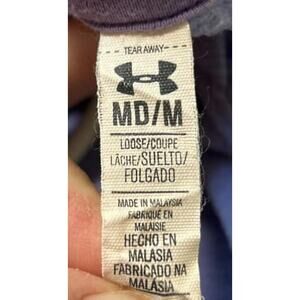 TEAR AWAY
MD/M
LOOSE/COUPE
LÂCHE/SUELTO/
FOLGADO
MADE IN MALAYSIA
FABRIQUÉ EN
MALAISIE
HECHO EN
MALASIA
FABRICADO NA
MALÁSIA